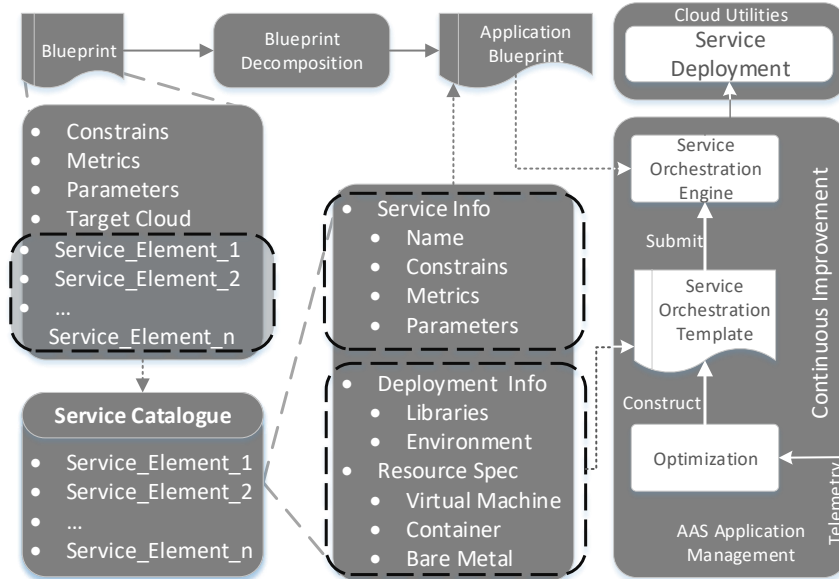 Blueprint
Blueprint
Decomposition
Application
Blueprint
Cloud Utilities
Service
Deployment
• Constrains
• Metrics
• Parameters
• Target Cloud
• Service_Element_1
• Service_Element_2
• ...
Service_Element_n
Service Catalogue
• Service_Element_1
• Service_Element_2
• ...
• Service_Element_n
• Service Info
• Name
• Constrains
• Metrics
• Parameters
• Deployment Info
• Libraries
• Environment
• Resource Spec
• Virtual Machine
• Container
• Bare Metal
Service
Orchestration
Engine
Submit
Service
Orchestration
Template
Construct
Optimization
Continuous Improvement
Telemetry
AAS Application
Management